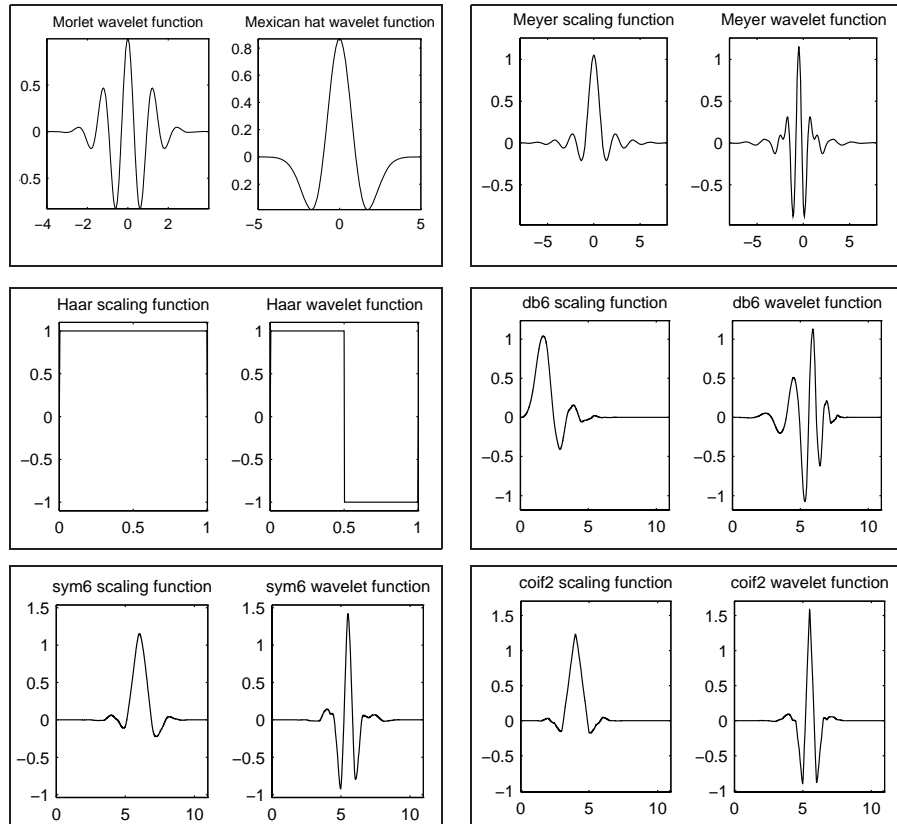 Morlet wavelet function
Mexican hat wavelet function
0.5
0
0.5
−4 −2 0 2
0.8
0.6
0.4
0.2
0
0.2
−5 0 5
Meyer scaling function
Meyer wavelet function
1
0.5
0
−0.5
−5 0 5
1
0.5
0
−0.5
−5 0 5
Haar scaling function
Haar wavelet function
1
0.5
0
−0.5
−1
0 0.5 1
1
0.5
0
−0.5
−1
0 0.5 1
db6 scaling function
db6 wavelet function
1
0.5
0
−0.5
−1
0 5 10
1
0.5
0
−0.5
−1
0 5 10
sym6 scaling function
sym6 wavelet function
1.5
1
0.5
0
−0.5
−1
0 5 10
1.5
1
0.5
0
−0.5
−1
0 5 10
coif2 scaling function
coif2 wavelet function
1.5
1
0.5
0
−0.5
−1
0 5 10
1.5
1
0.5
0
−0.5
−1
0 5 10